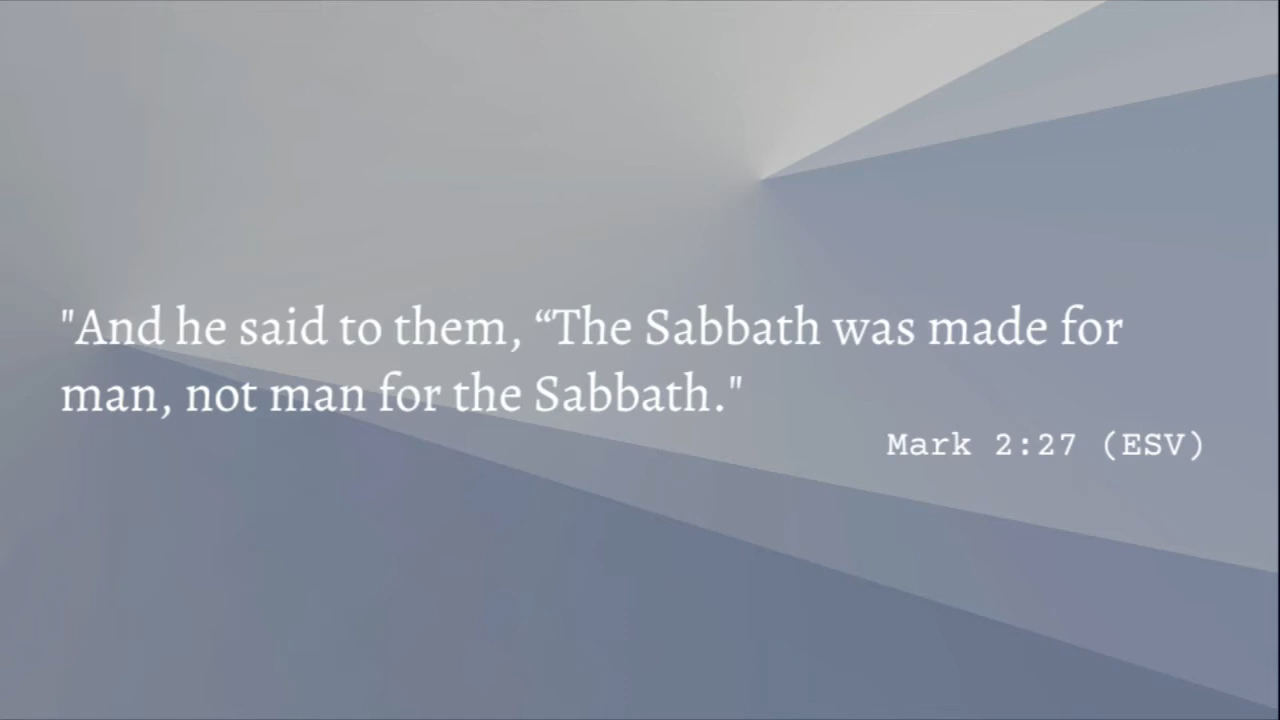 "And he said to them, “The Sabbath was made for
man, not man for the Sabbath."
Mark 2:27 (ESV)